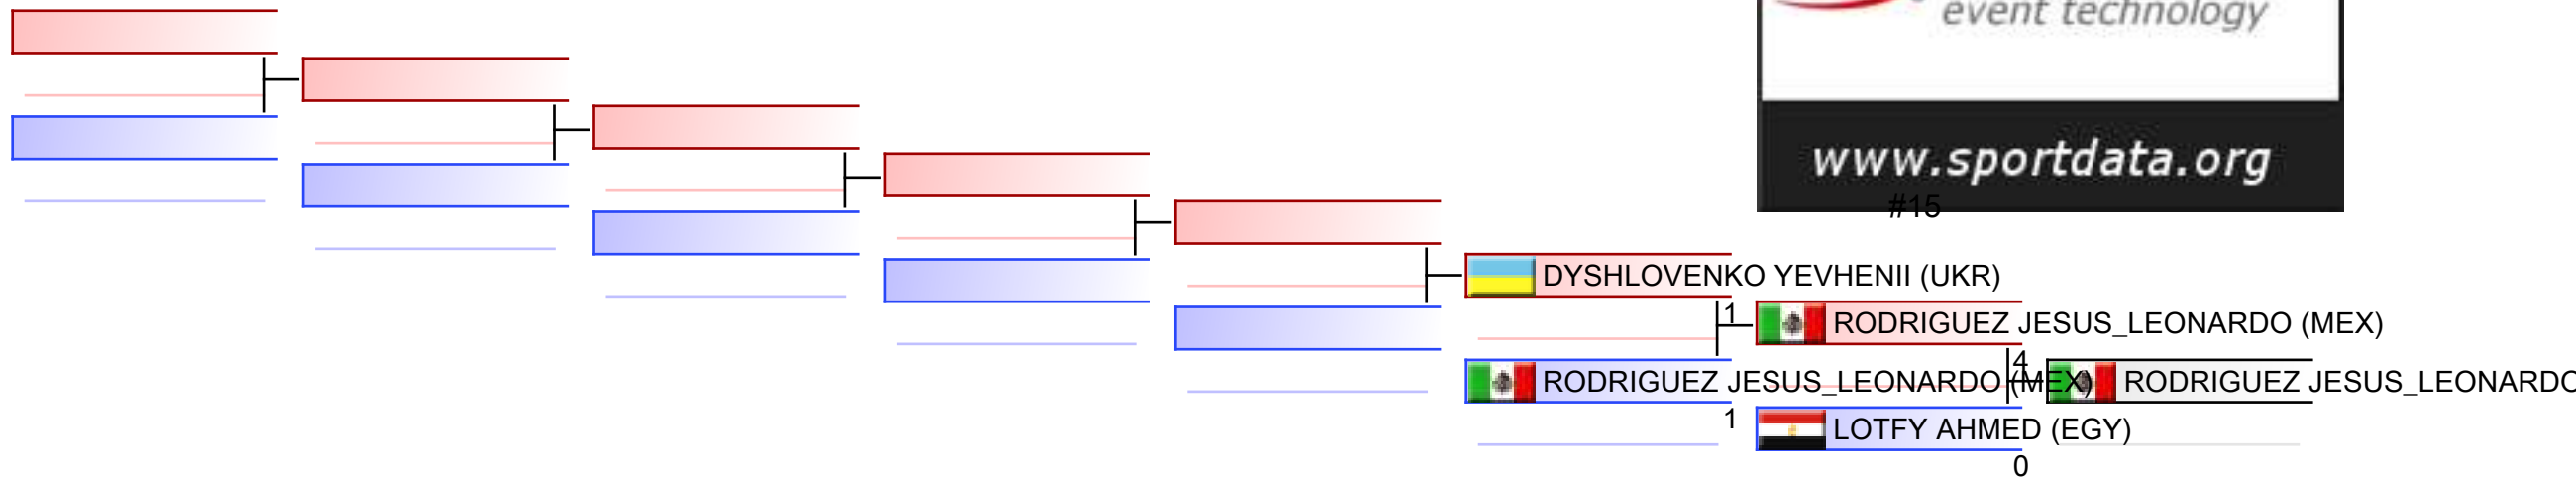 event technology
www.sportdata.org
#15
DYSHLOVENKO YEVHENII (UKR)
1
RODRIGUEZ JESUS_LEONARDO (MEX)
4
RODRIGUEZ JESUS_LEONARDO (MEX)
RODRIGUEZ JESUS_LEONARDO
1
LOTFY AHMED (EGY)
0